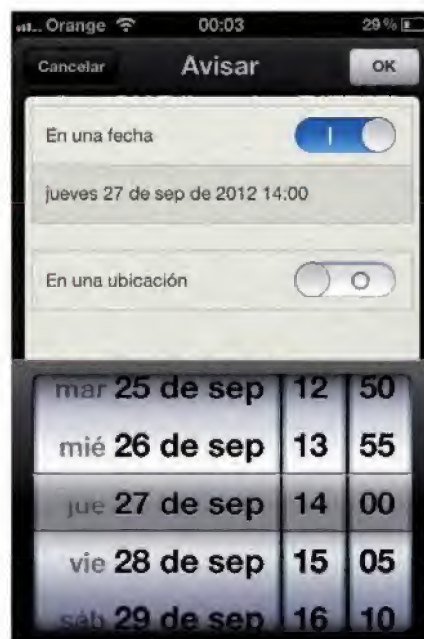 Orange 00:03 29 %
Cancelar Avisar OK
En una fecha
jueves 27 de sep de 2012 14:00
En una ubicación
mar 25 de sep 12 50
mié 26 de sep 13 55
jue 27 de sep 14 00
vie 28 de sep 15 05
sáb 29 de sep 16 10